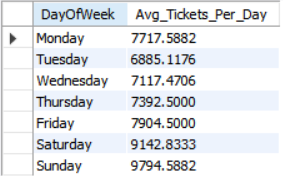 DayOfWeek Avg_Tickets_Per_Day
Monday 7717.5882
Tuesday 6885.1176
Wednesday 7117.4706
Thursday 7392.5000
Friday 7904.5000
Saturday 9142.8333
Sunday 9794.5882